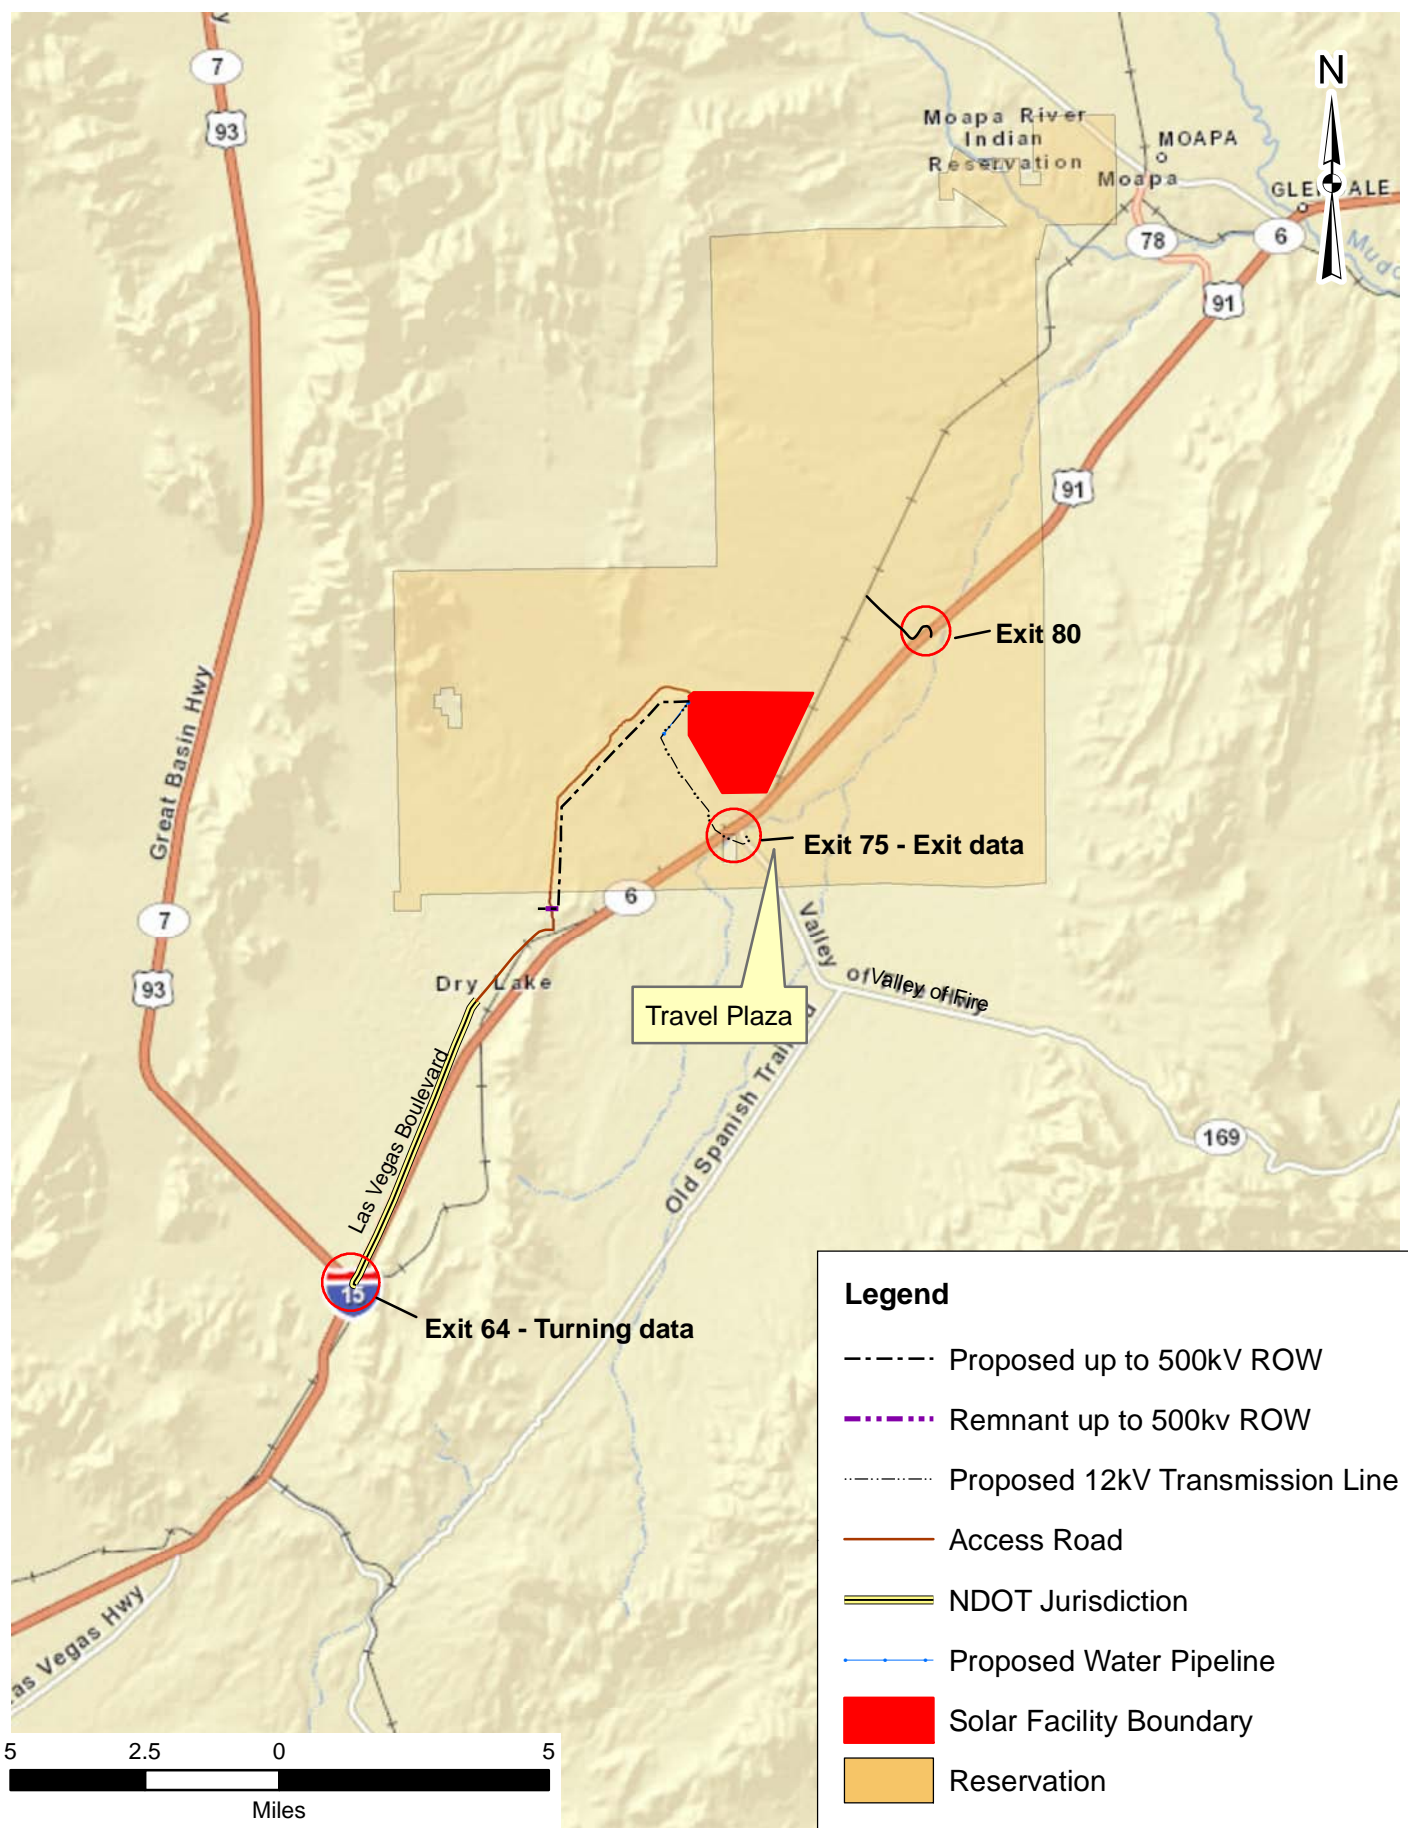 7
93
N
Moapa River
Indian
Reservation
MOAPA
Moapa
78
6
91
91
Exit 80
Great Basin Hwy
Exit 75 - Exit data
6
7
93
Dry Lake
Valley of Fire Hwy
Valley of Fire
Travel Plaza
Las Vegas Boulevard
Old Spanish Trail
169
15
Exit 64 - Turning data
as Vegas Hwy
Legend
Proposed up to 500kV ROW
Remnant up to 500kv ROW
Proposed 12kV Transmission Line
Access Road
NDOT Jurisdiction
Proposed Water Pipeline
Solar Facility Boundary
Reservation
5 2.5 0 5
Miles